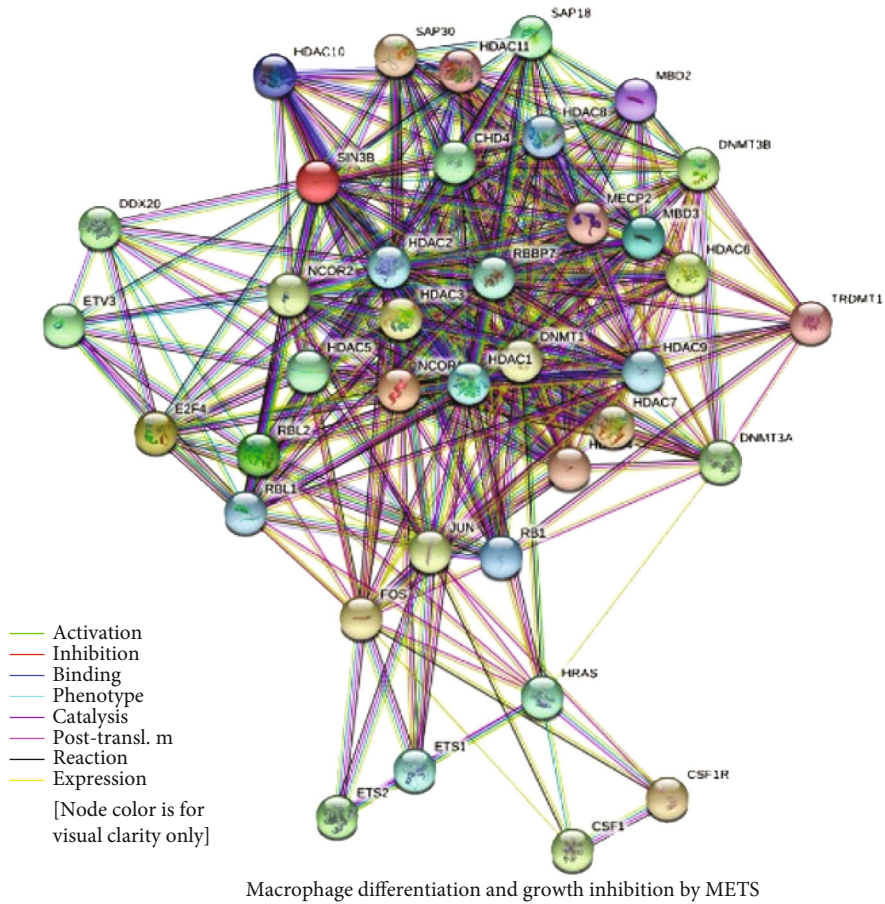 SAP18
SAP30
HDAC11
HDAC10
MBD2
HDAC8
CHD4
DNMT3B
SIN3B
MECP2
DDX20
MBD3
HDAC2
RBBP7
HDAC6
NCOR2
ETV3
HDAC3
TRDMT1
DNMT1
HDAC5
HDAC1
HDAC9
NCOR
HDAC7
E2F4
RBL2
DNMT3A
RBL1
JUN
RB1
FOS
Activation
Inhibition
Binding
Phenotype
Catalysis
Post-transl. m
Reaction
Expression
[Node color is for
visual clarity only]
HRAS
ETS1
CSF1R
ETS2
CSF1
Macrophage differentiation and growth inhibition by METS